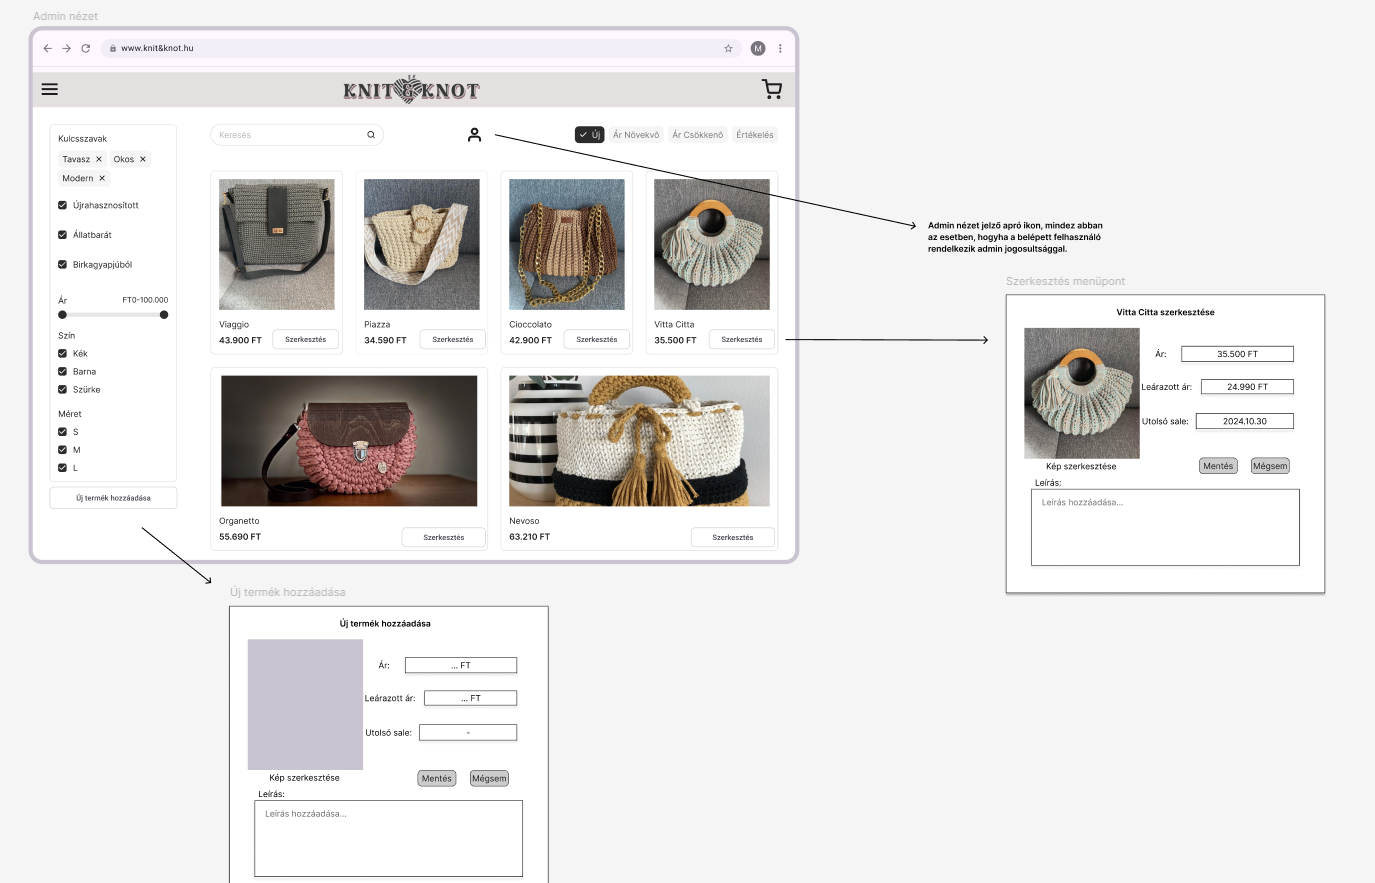 Admin nézet
www.knit&knot.hu
M
KNIT & KNOT
Kulcsszavak
Tavasz
Okos
Modern
Újrahasznosított
Állatbarát
Birkagyapjúból
Ár
FT0-100.000
Szín
Kék
Barna
Szürke
Méret
S
M
L
Új termék hozzáadása
Keresés
Új
Ár Növekvő
Ár Csökkenő
Értékelés
Viaggio
43.900 FT
Szerkesztés
Piazza
34.590 FT
Szerkesztés
Cioccolato
42.900 FT
Szerkesztés
Vitta Citta
35.500 FT
Szerkesztés
Organetto
55.690 FT
Szerkesztés
Nevoso
63.210 FT
Szerkesztés
Admin nézet jelző apró ikon, mindez abban
az esetben, hogyha a belépett felhasználó
rendelkezik admin jogosultsággal.
Szerkesztés menüpont
Vitta Citta szerkesztése
Ár:
35.500 FT
Leárazott ár:
24.990 FT
Utolsó sale:
2024.10.30
Kép szerkesztése
Mentés
Mégsem
Leírás:
Leírás hozzáadása...
Új termék hozzáadása
Új termék hozzáadása
Ár:
... FT
Leárazott ár:
... FT
Utolsó sale:
-
Kép szerkesztése
Mentés
Mégsem
Leírás:
Leírás hozzáadása...